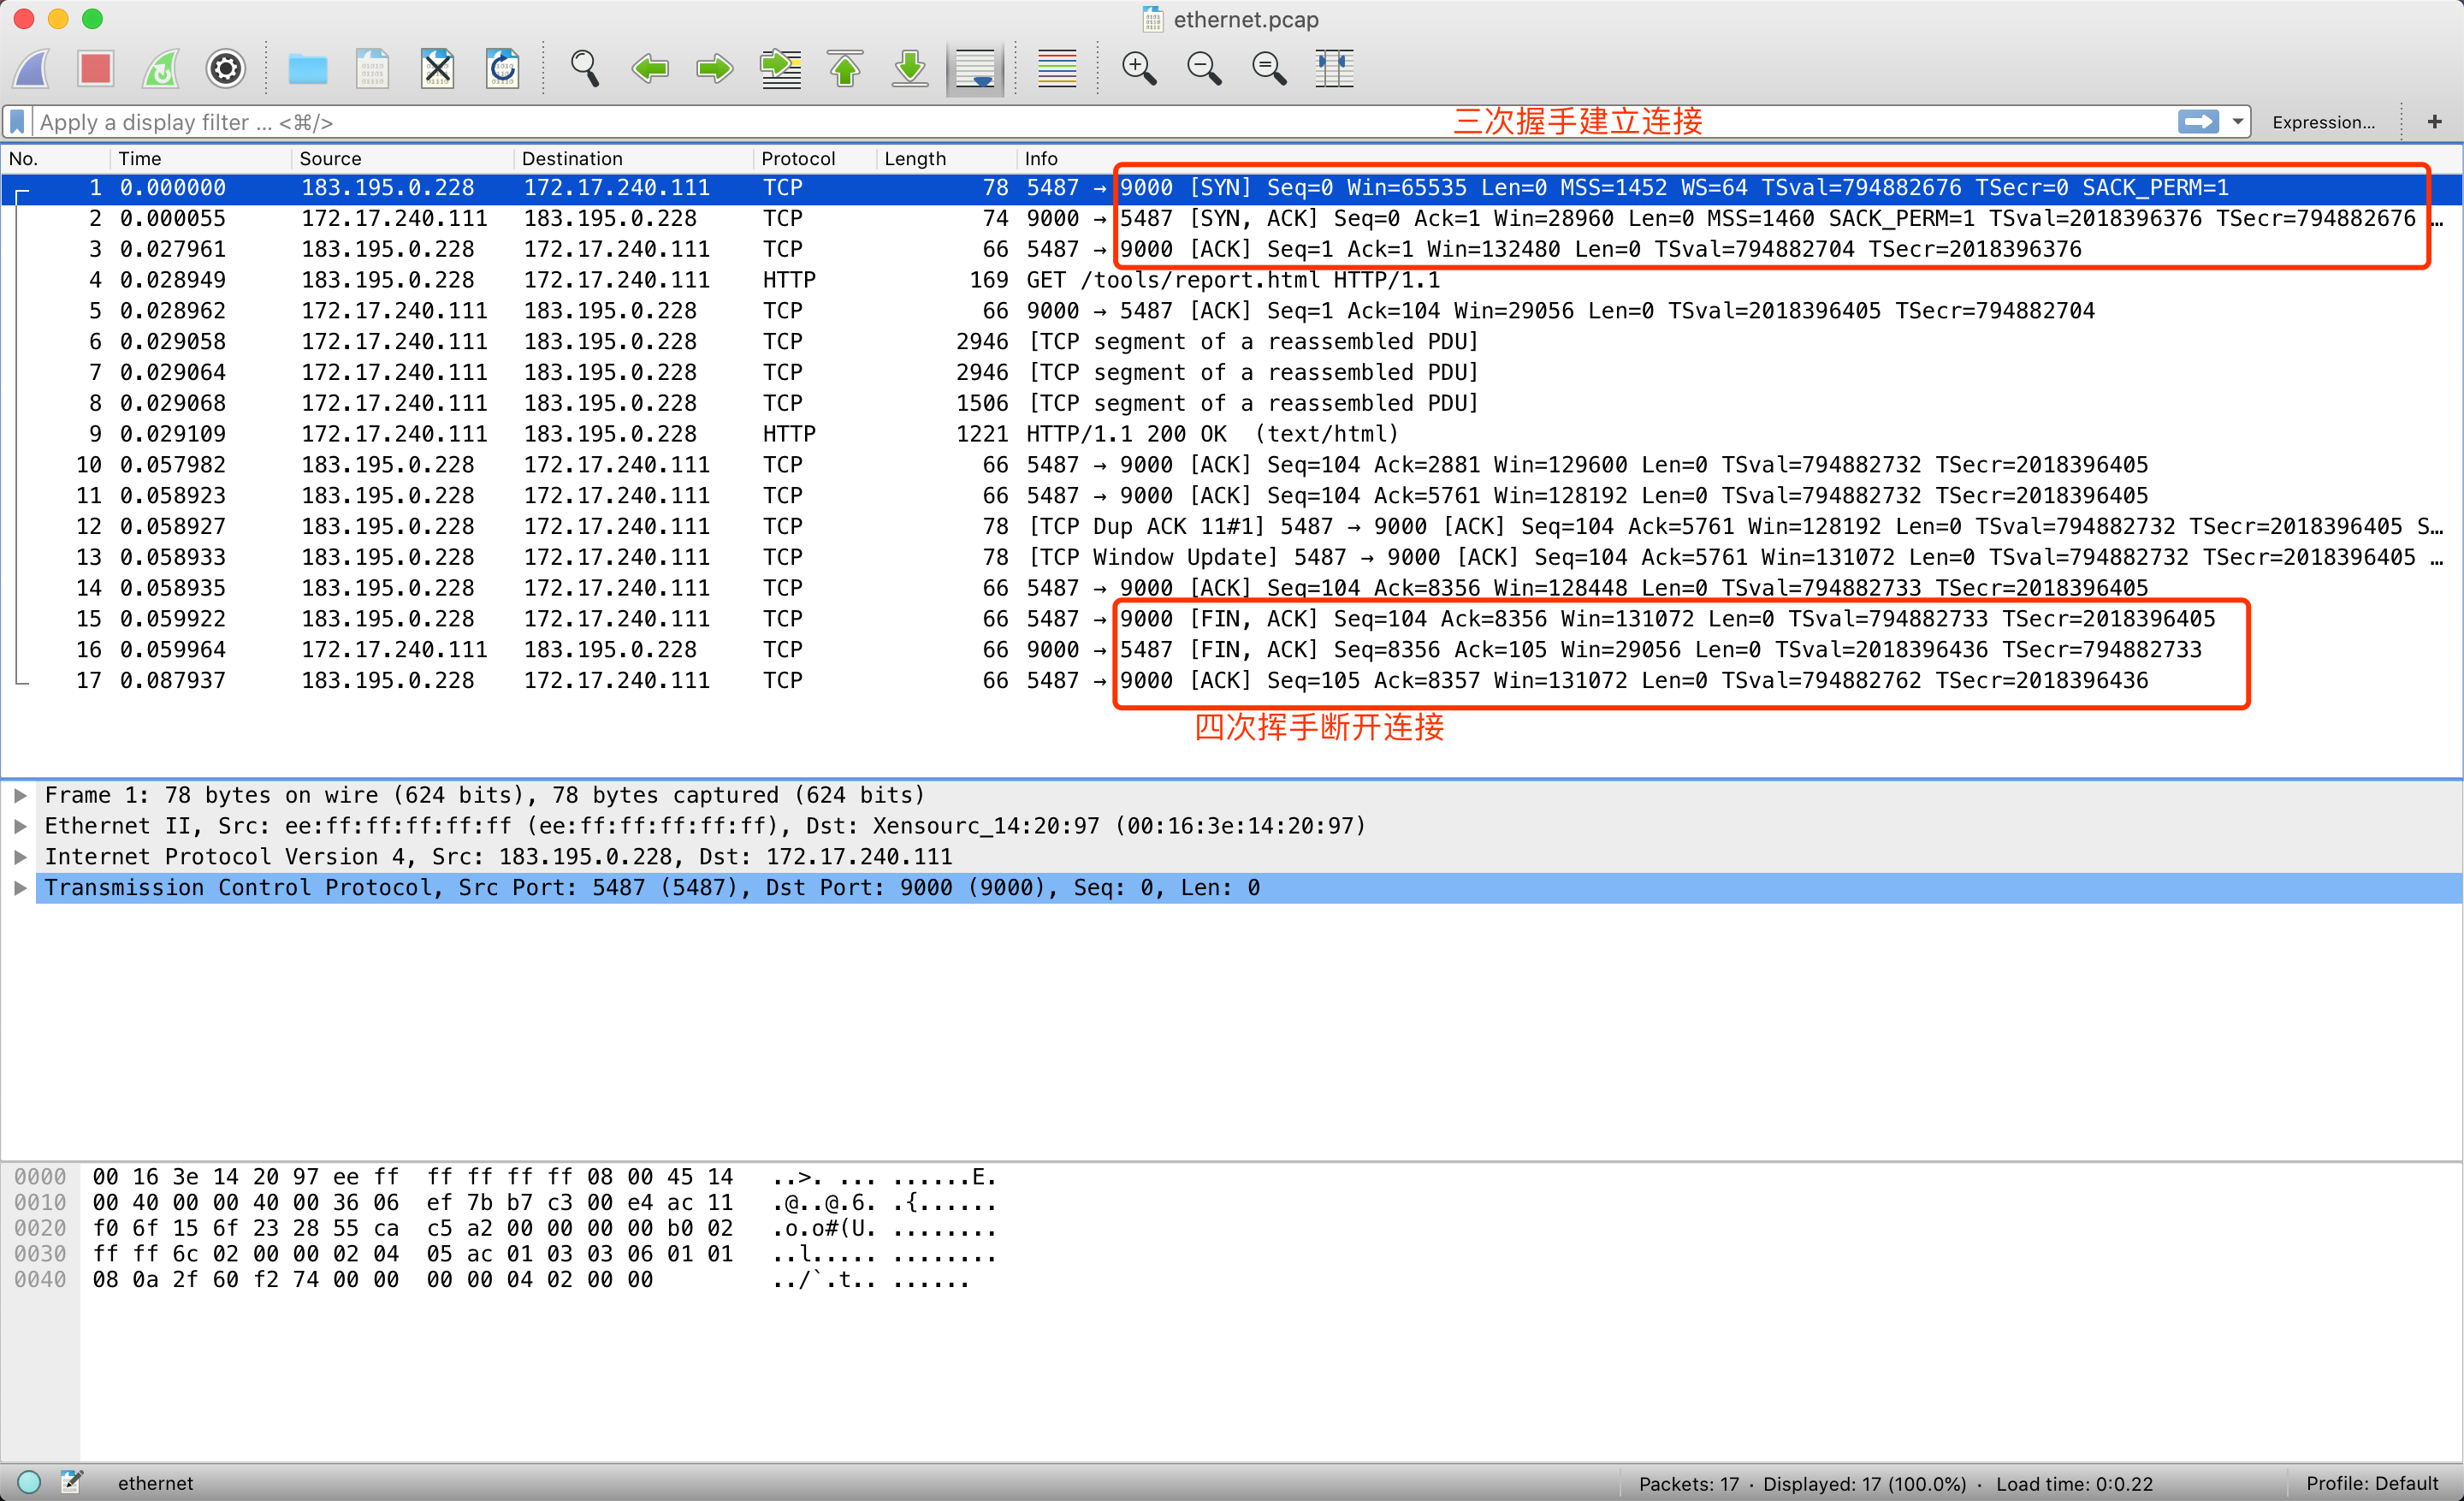 ethernet.pcap
Apply a display filter ... <⌘/>
三次握手建立连接
Expression...
+
No. Time Source Destination Protocol Length Info
1 0.000000 183.195.0.228 172.17.240.111 TCP 78 5487 → 9000 [SYN] Seq=0 Win=65535 Len=0 MSS=1452 WS=64 TSval=794882676 TSecr=0 SACK_PERM=1
2 0.000055 172.17.240.111 183.195.0.228 TCP 74 9000 → 5487 [SYN, ACK] Seq=0 Ack=1 Win=28960 Len=0 MSS=1460 SACK_PERM=1 TSval=2018396376 TSecr=794882676 …
3 0.027961 183.195.0.228 172.17.240.111 TCP 66 5487 → 9000 [ACK] Seq=1 Ack=1 Win=132480 Len=0 TSval=794882704 TSecr=2018396376
4 0.028949 183.195.0.228 172.17.240.111 HTTP 169 GET /tools/report.html HTTP/1.1
5 0.028962 172.17.240.111 183.195.0.228 TCP 66 9000 → 5487 [ACK] Seq=1 Ack=104 Win=29056 Len=0 TSval=2018396405 TSecr=794882704
6 0.029058 172.17.240.111 183.195.0.228 TCP 2946 [TCP segment of a reassembled PDU]
7 0.029064 172.17.240.111 183.195.0.228 TCP 2946 [TCP segment of a reassembled PDU]
8 0.029068 172.17.240.111 183.195.0.228 TCP 1506 [TCP segment of a reassembled PDU]
9 0.029109 172.17.240.111 183.195.0.228 HTTP 1221 HTTP/1.1 200 OK (text/html)
10 0.057982 183.195.0.228 172.17.240.111 TCP 66 5487 → 9000 [ACK] Seq=104 Ack=2881 Win=129600 Len=0 TSval=794882732 TSecr=2018396405
11 0.058923 183.195.0.228 172.17.240.111 TCP 66 5487 → 9000 [ACK] Seq=104 Ack=5761 Win=128192 Len=0 TSval=794882732 TSecr=2018396405
12 0.058927 183.195.0.228 172.17.240.111 TCP 78 [TCP Dup ACK 11#1] 5487 → 9000 [ACK] Seq=104 Ack=5761 Win=128192 Len=0 TSval=794882732 TSecr=2018396405 S…
13 0.058933 183.195.0.228 172.17.240.111 TCP 78 [TCP Window Update] 5487 → 9000 [ACK] Seq=104 Ack=5761 Win=131072 Len=0 TSval=794882732 TSecr=2018396405 …
14 0.058935 183.195.0.228 172.17.240.111 TCP 66 5487 → 9000 [ACK] Seq=104 Ack=8356 Win=128448 Len=0 TSval=794882733 TSecr=2018396405
15 0.059922 183.195.0.228 172.17.240.111 TCP 66 5487 → 9000 [FIN, ACK] Seq=104 Ack=8356 Win=131072 Len=0 TSval=794882733 TSecr=2018396405
16 0.059964 172.17.240.111 183.195.0.228 TCP 66 9000 → 5487 [FIN, ACK] Seq=8356 Ack=105 Win=29056 Len=0 TSval=2018396436 TSecr=794882733
17 0.087937 183.195.0.228 172.17.240.111 TCP 66 5487 → 9000 [ACK] Seq=105 Ack=8357 Win=131072 Len=0 TSval=794882762 TSecr=2018396436
四次挥手断开连接
Frame 1: 78 bytes on wire (624 bits), 78 bytes captured (624 bits)
Ethernet II, Src: ee:ff:ff:ff:ff:ff (ee:ff:ff:ff:ff:ff), Dst: Xensourc_14:20:97 (00:16:3e:14:20:97)
Internet Protocol Version 4, Src: 183.195.0.228, Dst: 172.17.240.111
Transmission Control Protocol, Src Port: 5487 (5487), Dst Port: 9000 (9000), Seq: 0, Len: 0
0000 00 16 3e 14 20 97 ee ff ff ff ff ff 08 00 45 14 ..>. ... ......E.
0010 00 40 00 00 40 00 36 06 ef 7b b7 c3 00 e4 ac 11 .@..@.6. .{......
0020 f0 6f 15 6f 23 28 55 ca c5 a2 00 00 00 00 b0 02 .o.o#(U. ........
0030 ff ff 6c 02 00 00 02 04 05 ac 01 03 03 06 01 01 ..l..... ........
0040 08 0a 2f 60 f2 74 00 00 00 00 04 02 00 00 ../`.t.. ......
ethernet
Packets: 17 · Displayed: 17 (100.0%) · Load time: 0:0.22
Profile: Default